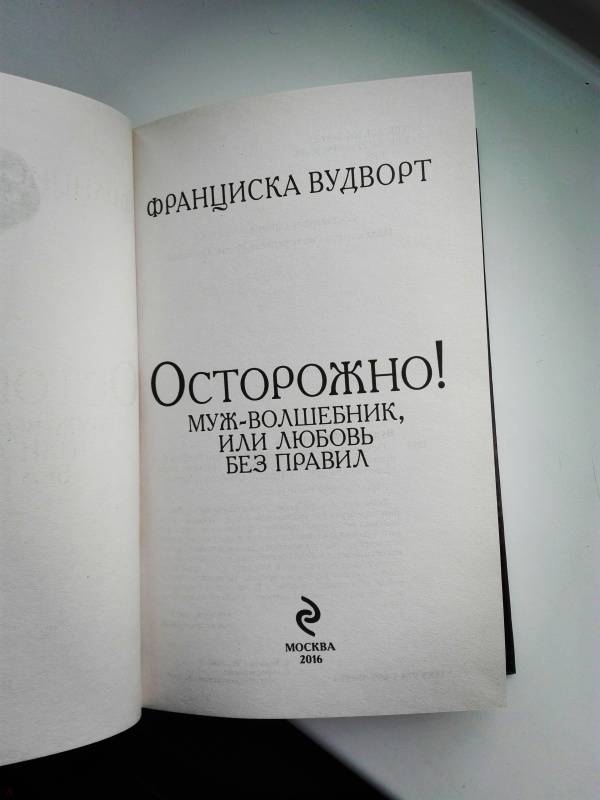 ФРАНЦИСКА ВУДВОРТ
ОСТОРОЖНО!
МУЖ-ВОЛШЕБНИК,
ИЛИ ЛЮБОВЬ
БЕЗ ПРАВИЛ
МОСКВА
2016